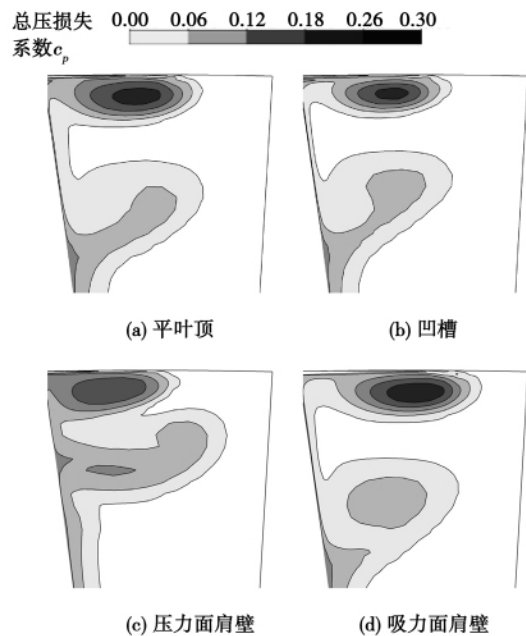 总压损失 0.00 0.06 0.12 0.18 0.26 0.30
系数cp
(a) 平叶顶 (b) 凹槽
(c) 压力面肩壁 (d) 吸力面肩壁